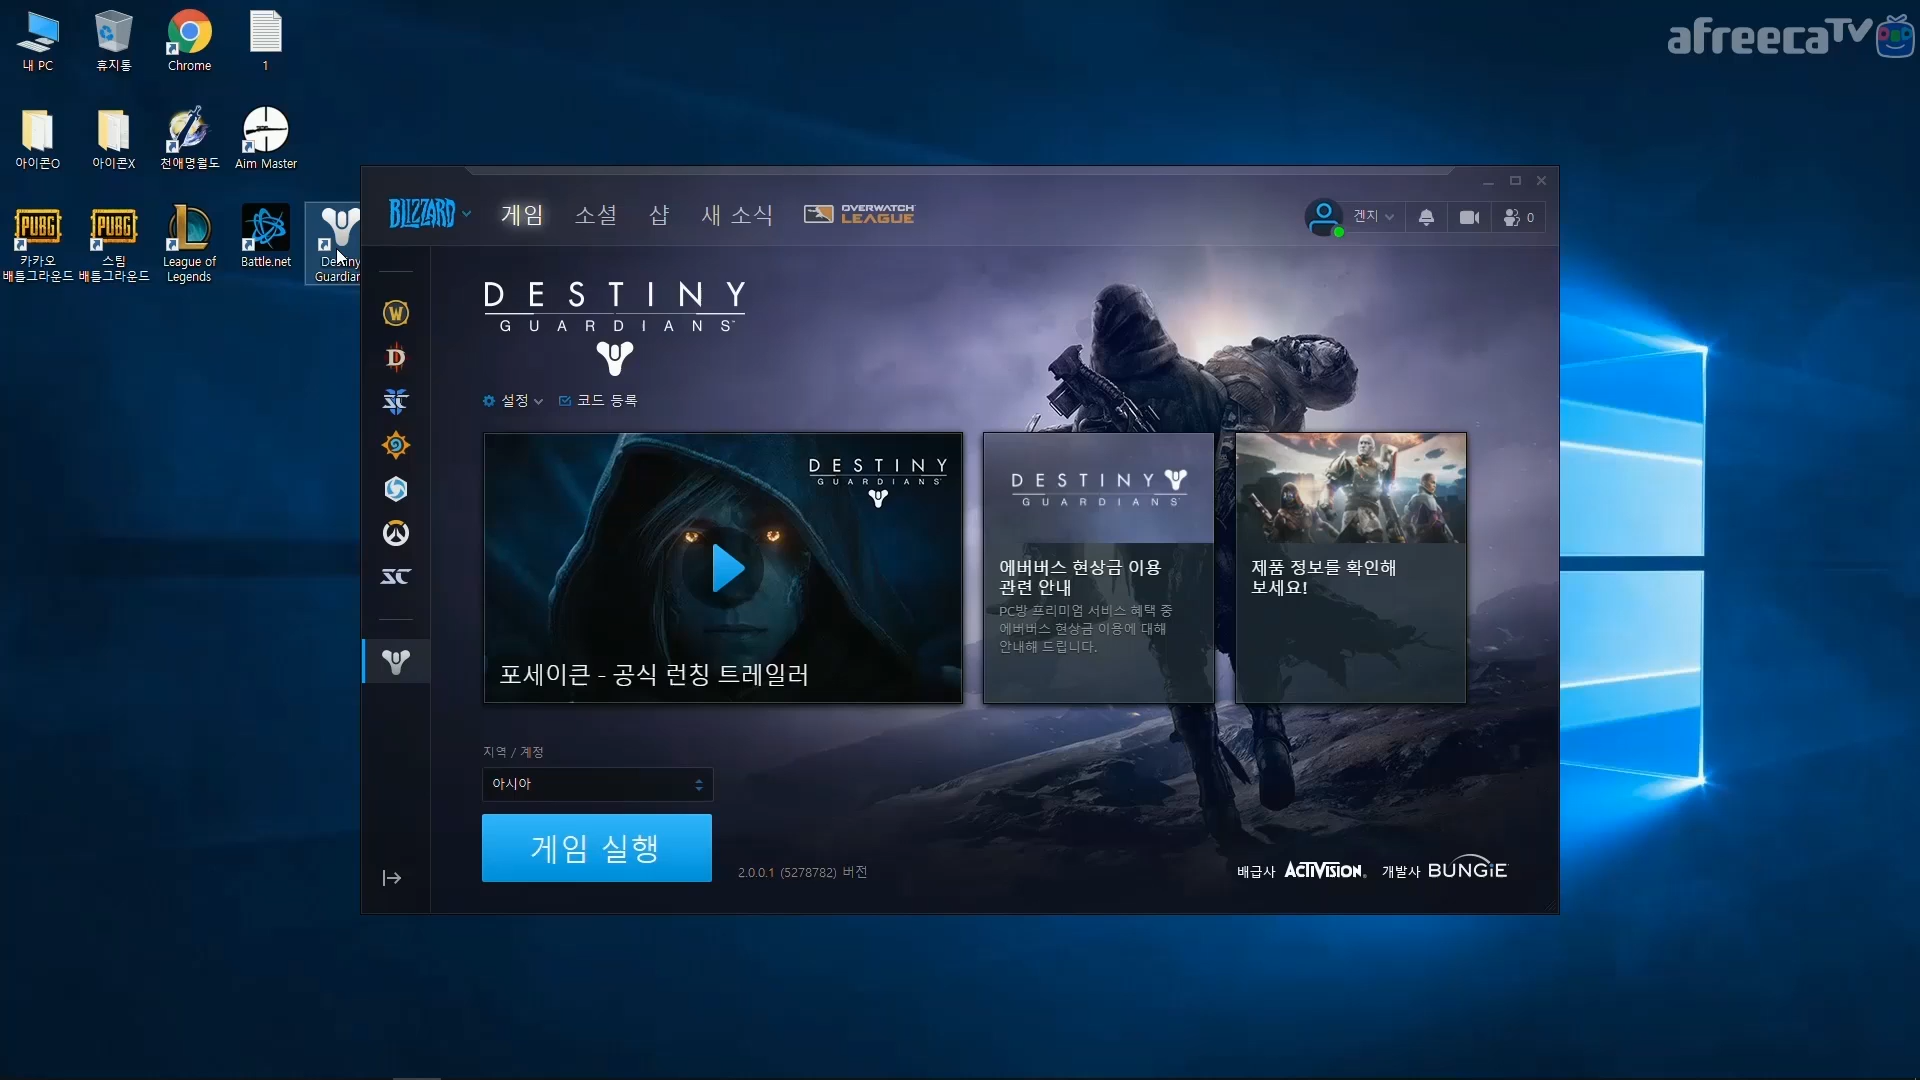 내 PC
휴지통
Chrome
1
afreecaTV
아이콘O
아이콘X
천애명월도
Aim Master
PUBG
카카오
배틀그라운드
PUBG
스팀
배틀그라운드
League of
Legends
Battle.net
Destiny
Guardian
BLIZZARD
게임
소셜
샵
새 소식
OVERWATCH
LEAGUE
겐지
0
DESTINY
GUARDIANS™
설정
코드 등록
DESTINY
GUARDIANS
포세이큰 - 공식 런칭 트레일러
DESTINY
GUARDIANS
에버버스 현상금 이용
관련 안내
PC방 프리미엄 서비스 혜택 중
에버버스 현상금 이용에 대해
안내해 드립니다.
제품 정보를 확인해
보세요!
지역 / 계정
아시아
게임 실행
2.0.0.1 (5278782) 버전
배급사 ACTIVISION
개발사 BUNGIE